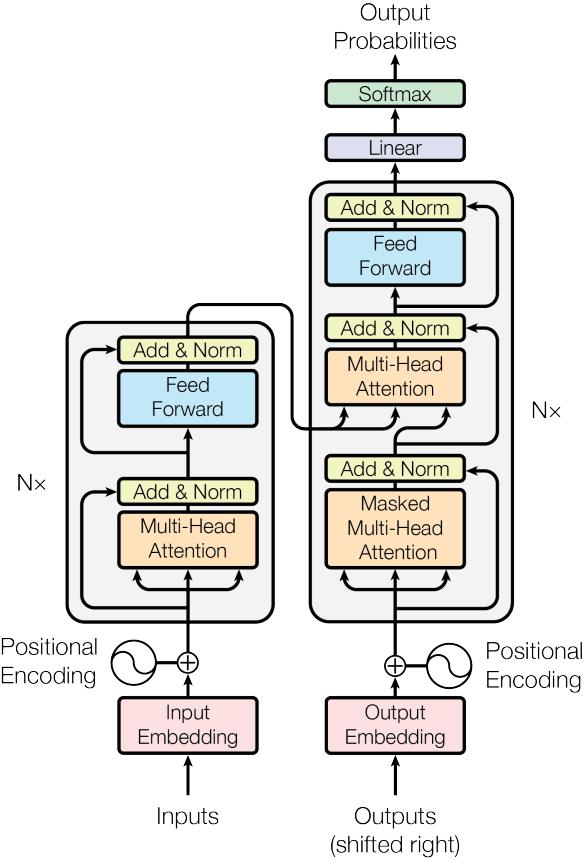 Output
Probabilities
Softmax
Linear
Add & Norm
Feed
Forward
Add & Norm
Multi-Head
Attention
Add & Norm
Masked
Multi-Head
Attention
N×
Positional
Encoding
Output
Embedding
Outputs
(shifted right)
Add & Norm
Feed
Forward
Add & Norm
Multi-Head
Attention
N×
Positional
Encoding
Input
Embedding
Inputs